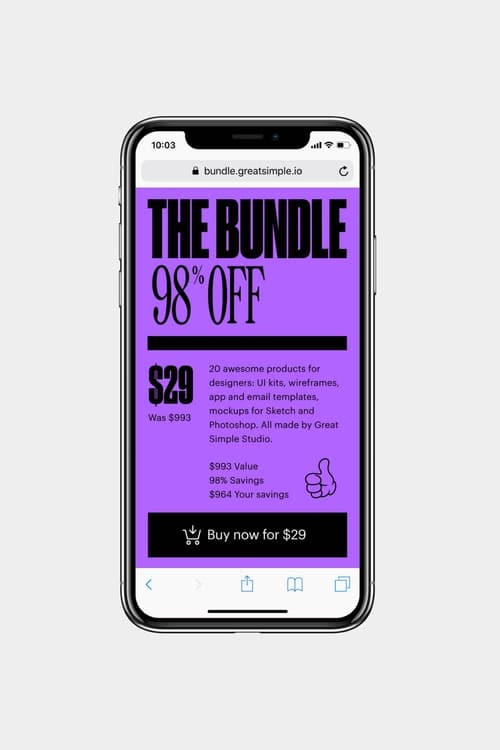 10:03
bundle.greatsimple.io
THE BUNDLE
98% OFF
$29
Was $993
20 awesome products for
designers: UI kits, wireframes,
app and email templates,
mockups for Sketch and
Photoshop. All made by Great
Simple Studio.
$993 Value
98% Savings
$964 Your savings
Buy now for $29